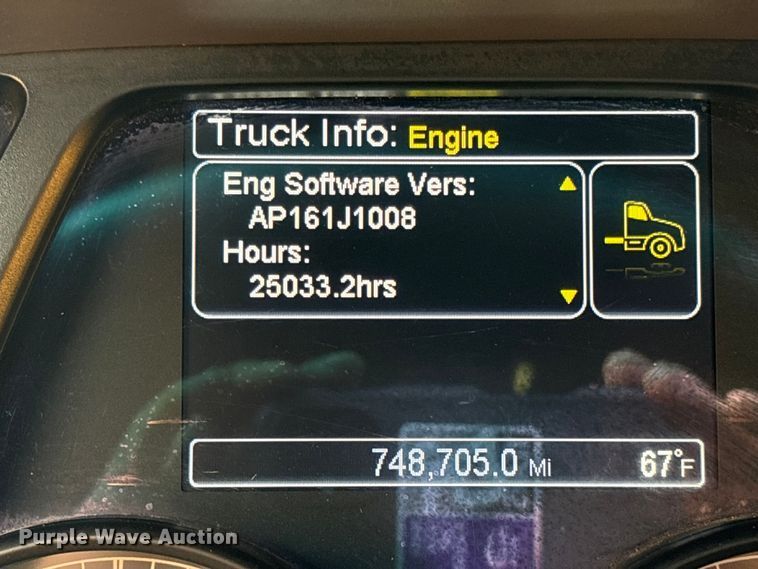 Truck Info: Engine
Eng Software Vers:
AP161J1008
Hours:
25033.2hrs
748,705.0 Mi 67°F
Purple Wave Auction